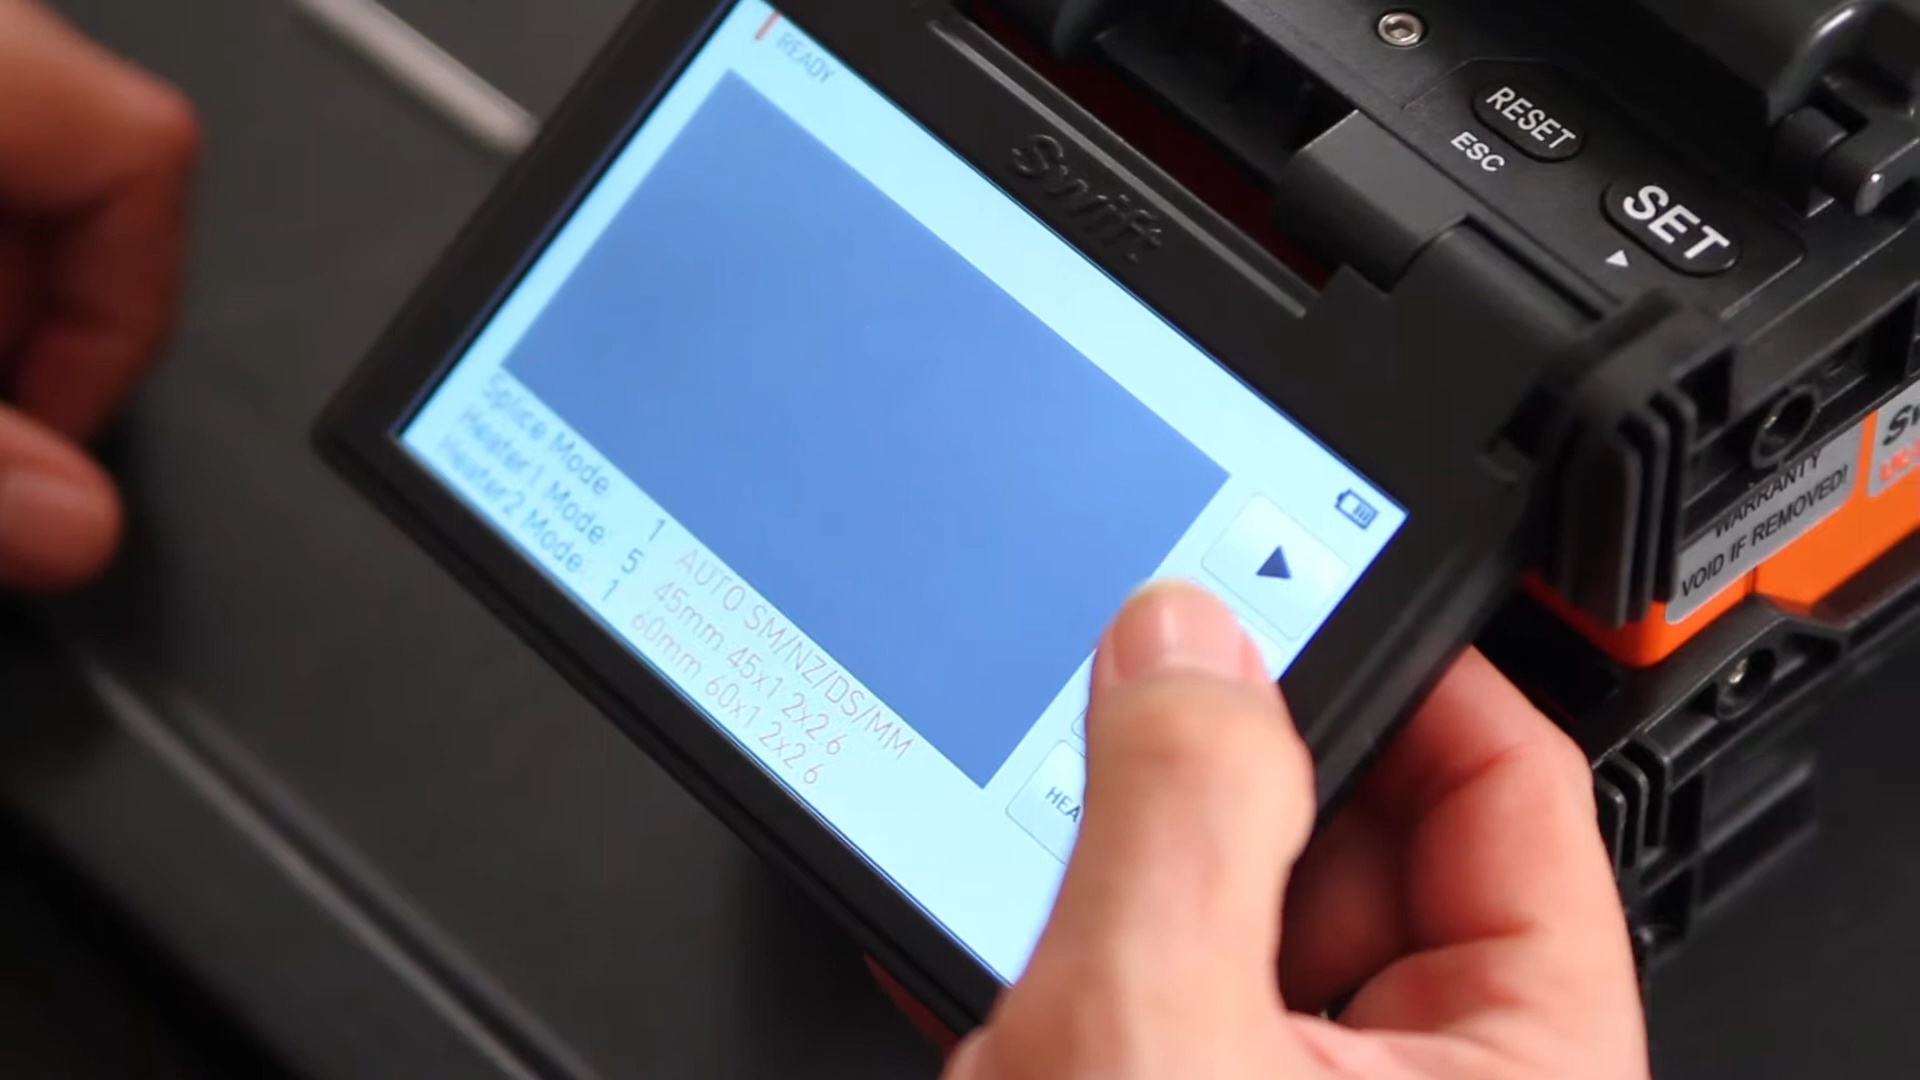 READY
Swift
RESET
ESC
SET
Splice Mode 1 AUTO SM/NZ/DS/MM
Heater1 Mode 5 45mm 45x1.2x2.6
Heater2 Mode 1 60mm 60x1.2x2.6
HEA
WARRANTY
VOID IF REMOVED!